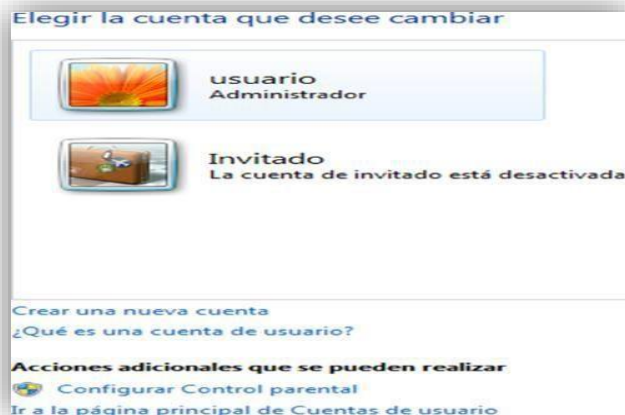 Elegir la cuenta que desee cambiar
usuario
Administrador
Invitado
La cuenta de invitado está desactivada
Crear una nueva cuenta
¿Qué es una cuenta de usuario?
Acciones adicionales que se pueden realizar
Configurar Control parental
Ir a la página principal de Cuentas de usuario